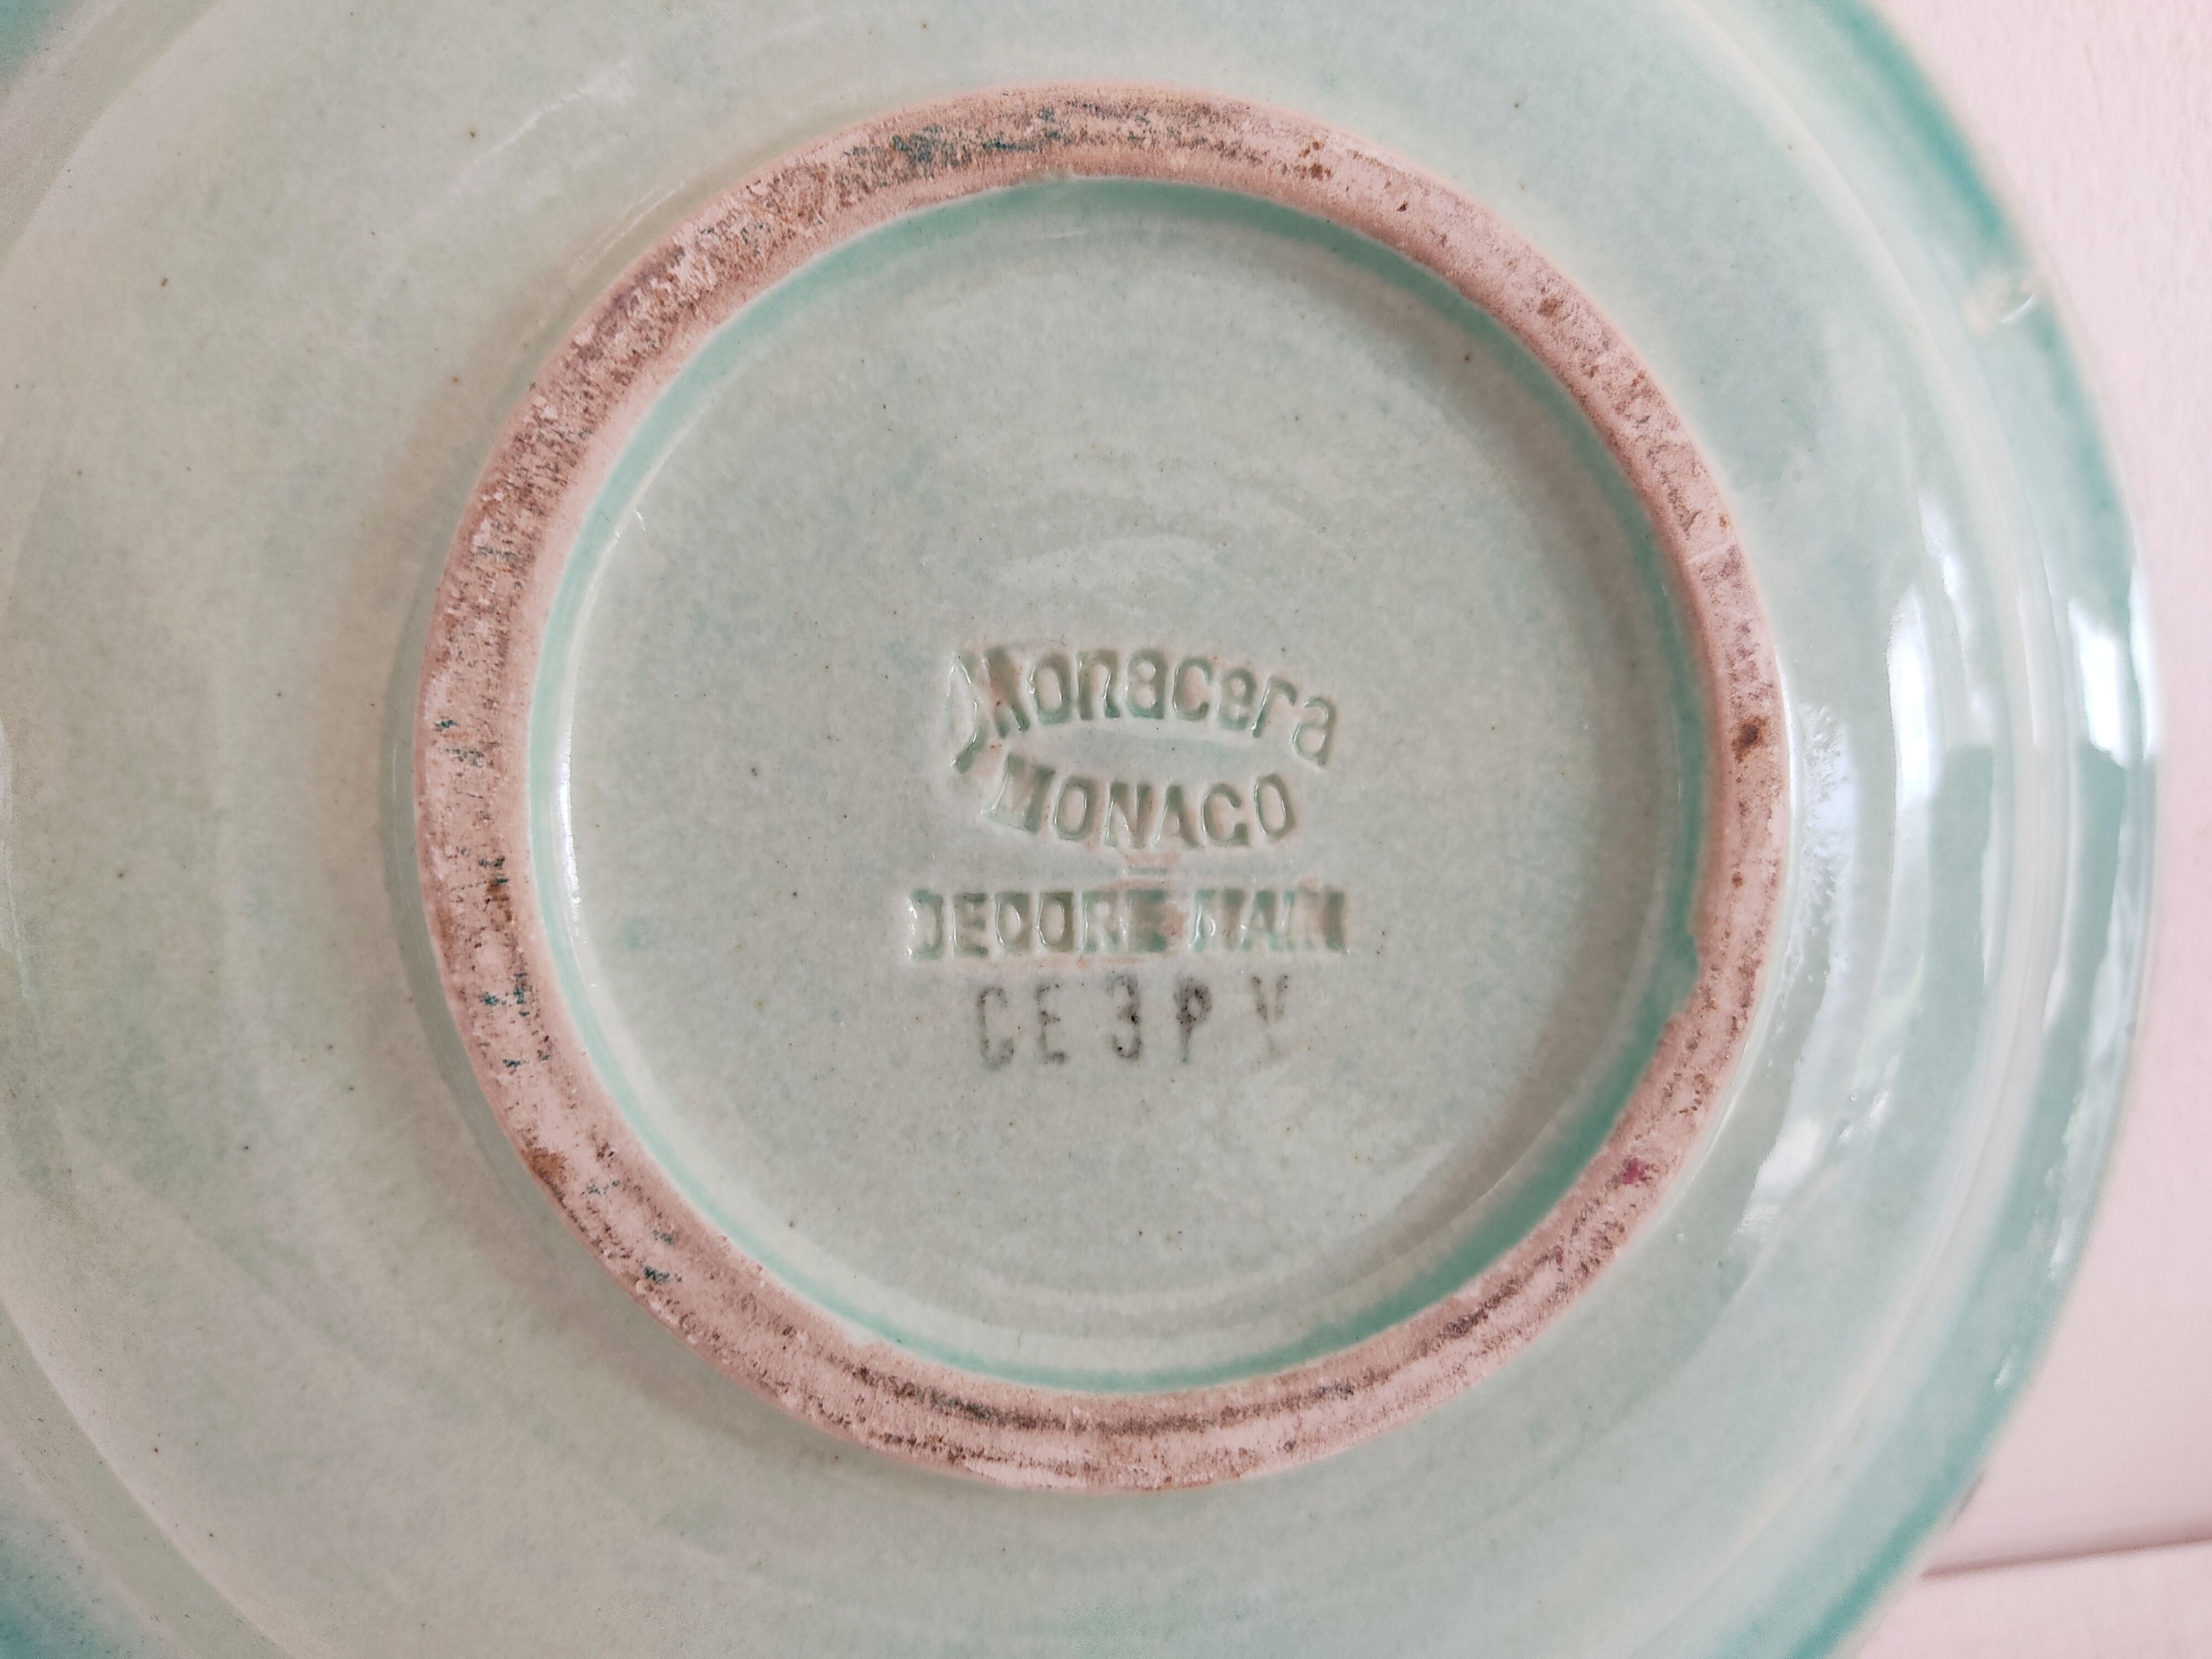 Monacera
MONACO
DECORE MAIN
CE 3 P V